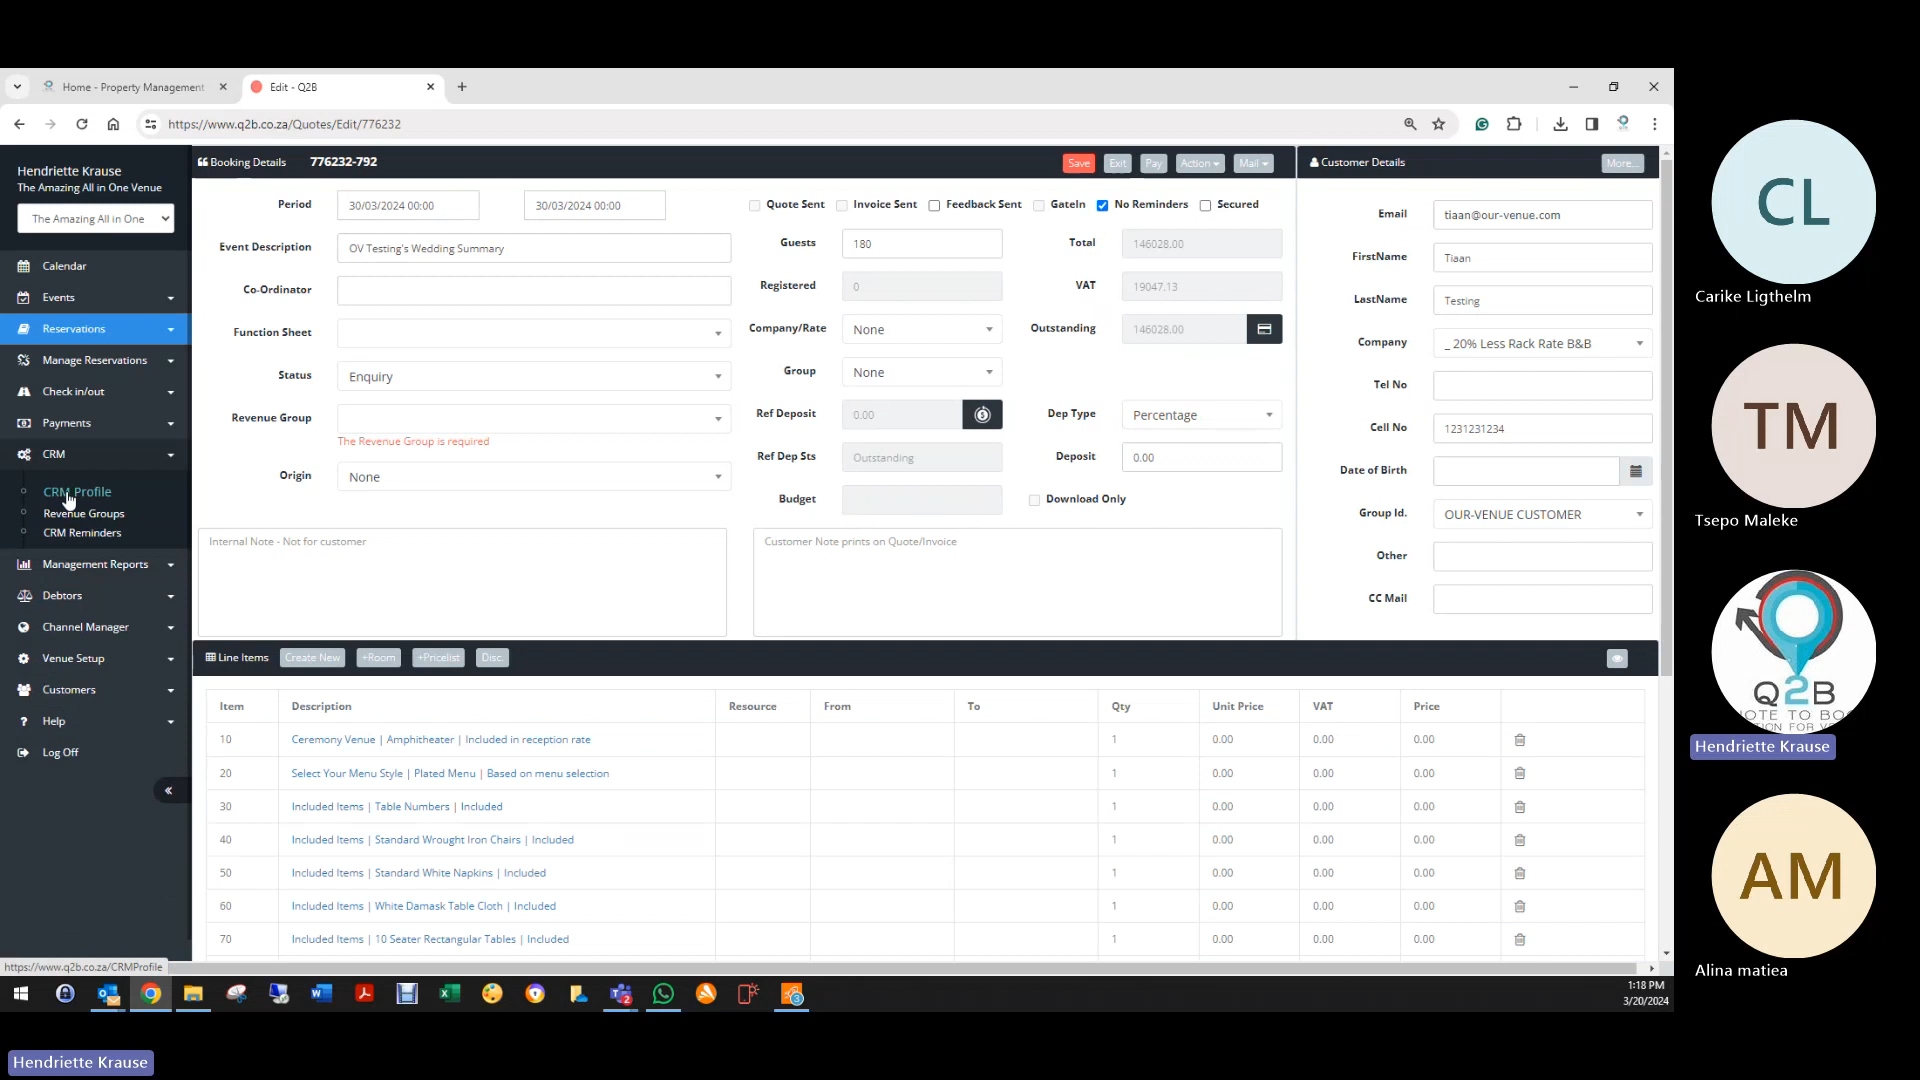 Home - Property Management
Edit - Q2B
https://www.q2b.co.za/Quotes/Edit/776232
Hendriette Krause
The Amazing All in One Venue
The Amazing All in One
Calendar
Events
Reservations
Manage Reservations
Check in/out
Payments
CRM
CRM Profile
Revenue Groups
CRM Reminders
Management Reports
Debtors
Channel Manager
Venue Setup
Customers
Help
Log Off
https://www.q2b.co.za/CRMProfile
Booking Details 776232-792
Save Exit Pay Action Mail
Period 30/03/2024 00:00 30/03/2024 00:00
Event Description OV Testing's Wedding Summary
Co-Ordinator
Function Sheet
Status Enquiry
Revenue Group
The Revenue Group is required
Origin None
Quote Sent Invoice Sent Feedback Sent GateIn No Reminders Secured
Guests 180 Total 146028.00
Registered 0 VAT 19047.13
Company/Rate None Outstanding 146028.00
Group None
Ref Deposit 0.00 Dep Type Percentage
Ref Dep Sts Outstanding Deposit 0.00
Budget Download Only
Internal Note - Not for customer
Customer Note prints on Quote/Invoice
Customer Details More...
Email tiaan@our-venue.com
FirstName Tiaan
LastName Testing
Company _ 20% Less Rack Rate B&B
Tel No
Cell No 1231231234
Date of Birth
Group Id. OUR-VENUE CUSTOMER
Other
CC Mail
Line Items Create New +Room +Pricelist Disc.
Item Description Resource From To Qty Unit Price VAT Price
10 Ceremony Venue | Amphitheater | Included in reception rate 1 0.00 0.00 0.00
20 Select Your Menu Style | Plated Menu | Based on menu selection 1 0.00 0.00 0.00
30 Included Items | Table Numbers | Included 1 0.00 0.00 0.00
40 Included Items | Standard Wrought Iron Chairs | Included 1 0.00 0.00 0.00
50 Included Items | Standard White Napkins | Included 1 0.00 0.00 0.00
60 Included Items | White Damask Table Cloth | Included 1 0.00 0.00 0.00
70 Included Items | 10 Seater Rectangular Tables | Included 1 0.00 0.00 0.00
1:18 PM
3/20/2024
CL
Carike Ligthelm
TM
Tsepo Maleke
Q2B
Hendriette Krause
AM
Alina matiea
Hendriette Krause